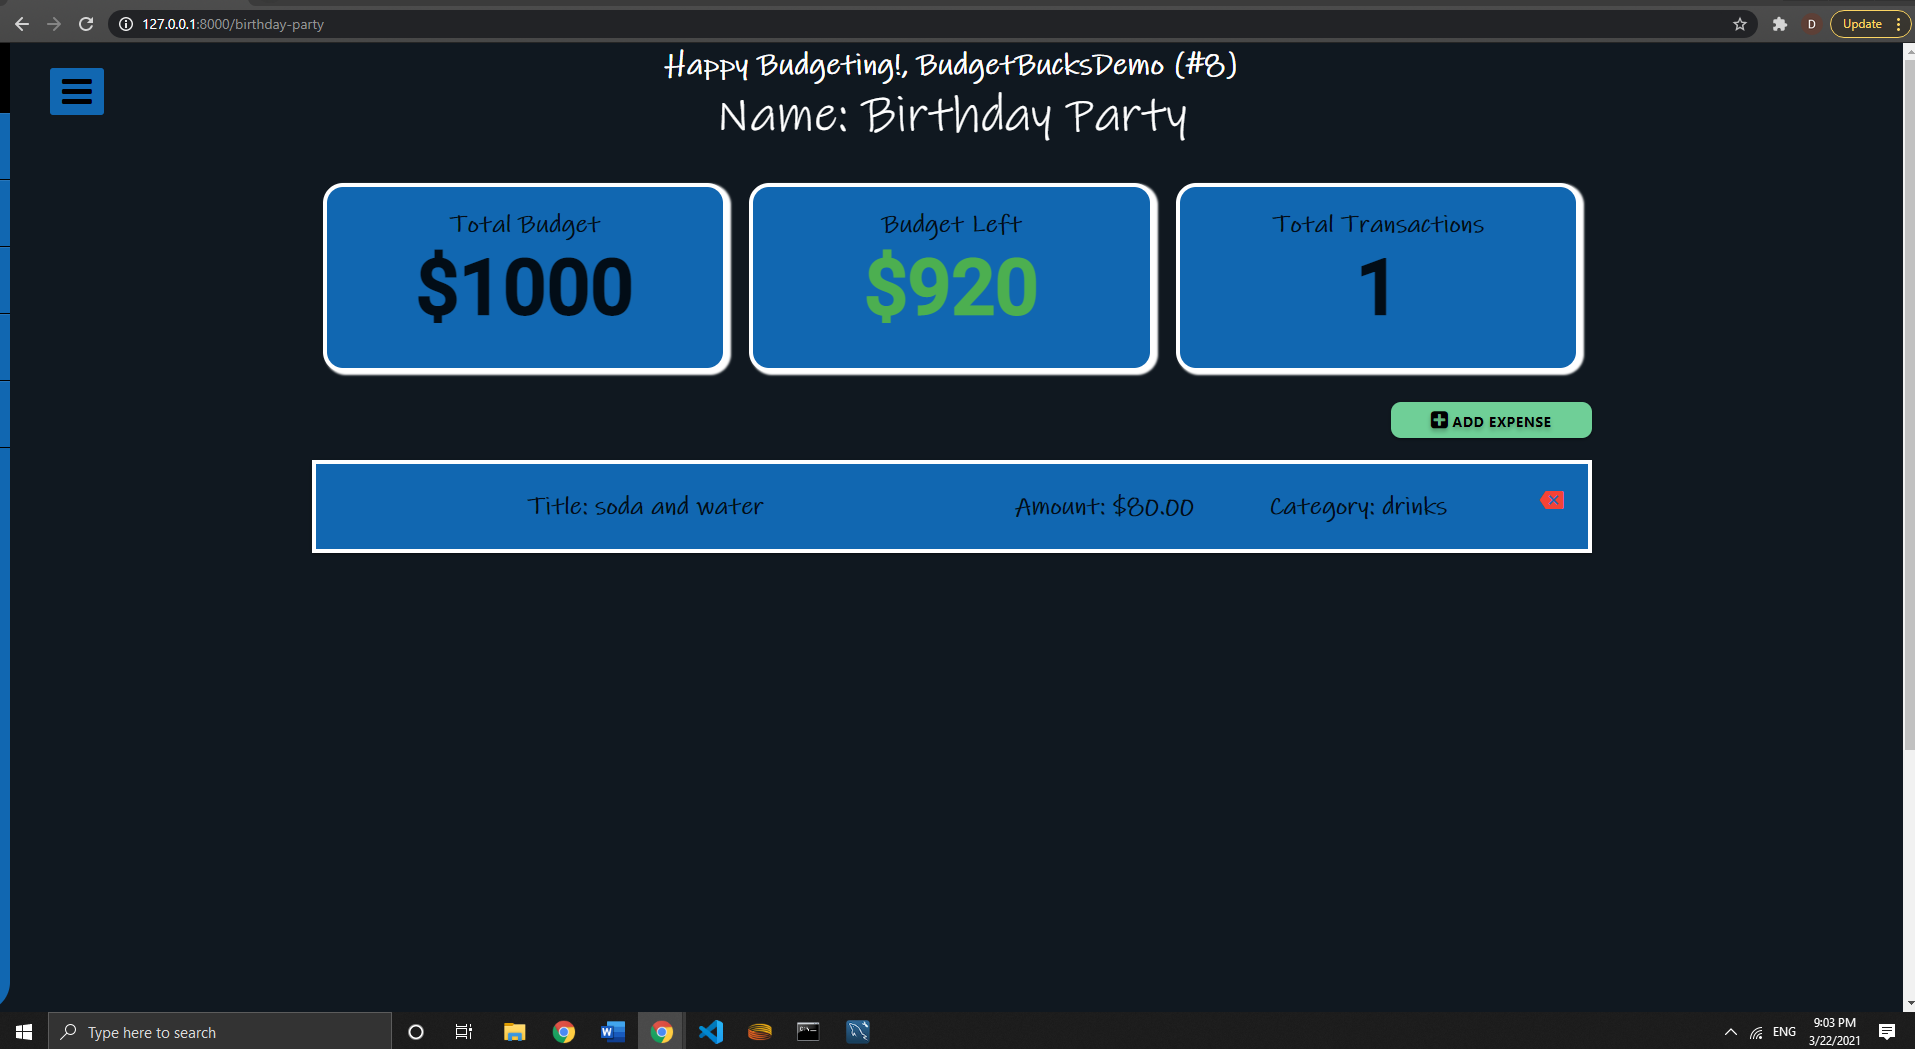 127.0.0.1:8000/birthday-party
D
Update
Happy Budgeting!, BudgetBucksDemo (#8)
Name: Birthday Party
Total Budget
$1000
Budget Left
$920
Total Transactions
1
ADD EXPENSE
Title: soda and water
Amount: $80.00
Category: drinks
Type here to search
ENG
9:03 PM
3/22/2021